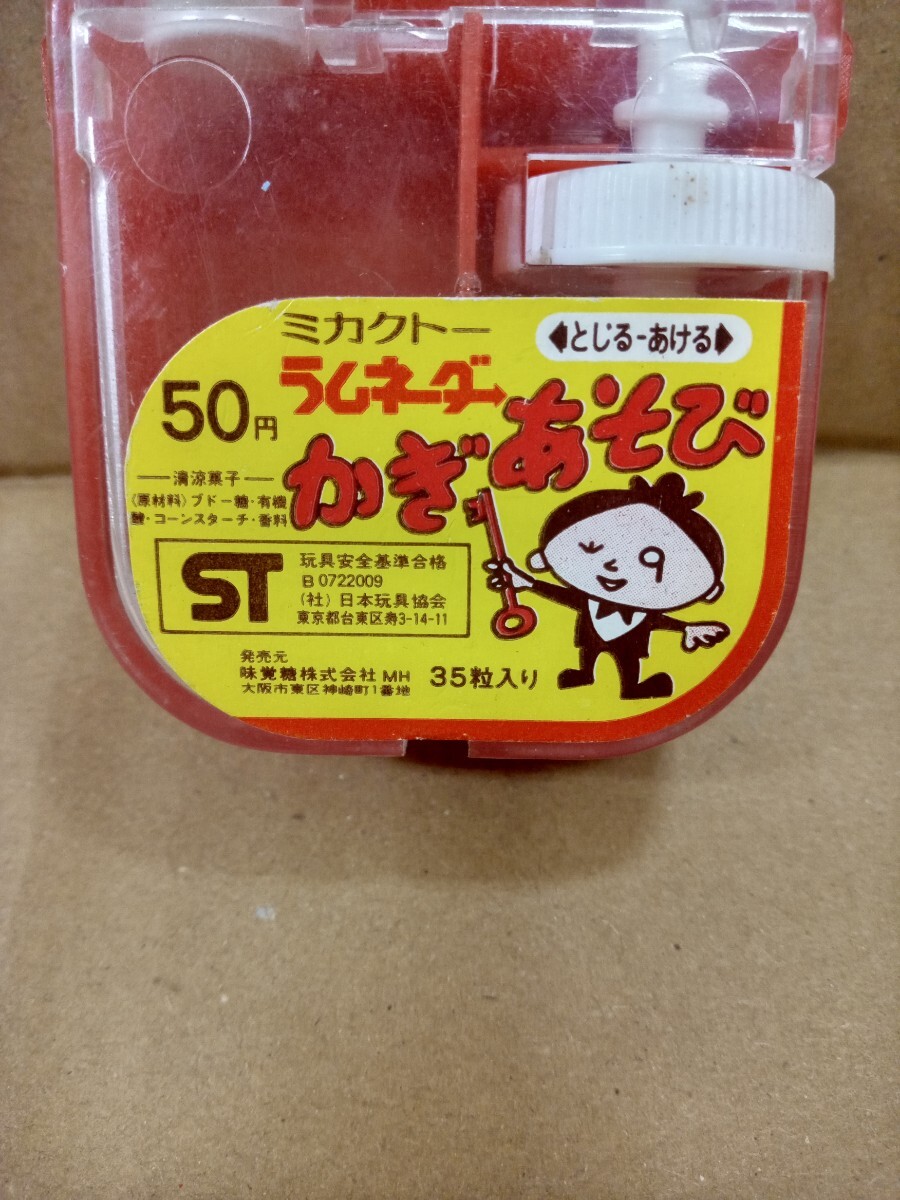 ミカクトー
◀とじる-あける▶
ラムネーダー
50円
かぎあそび
清涼菓子
(原材料)ブドー糖・有機
酸・コーンスターチ・香料
ST
玩具安全基準合格
B 0722009
(社)日本玩具協会
東京都台東区寿3-14-11
発売元
味覚糖株式会社 MH
大阪市東区神崎町1番地
35粒入り